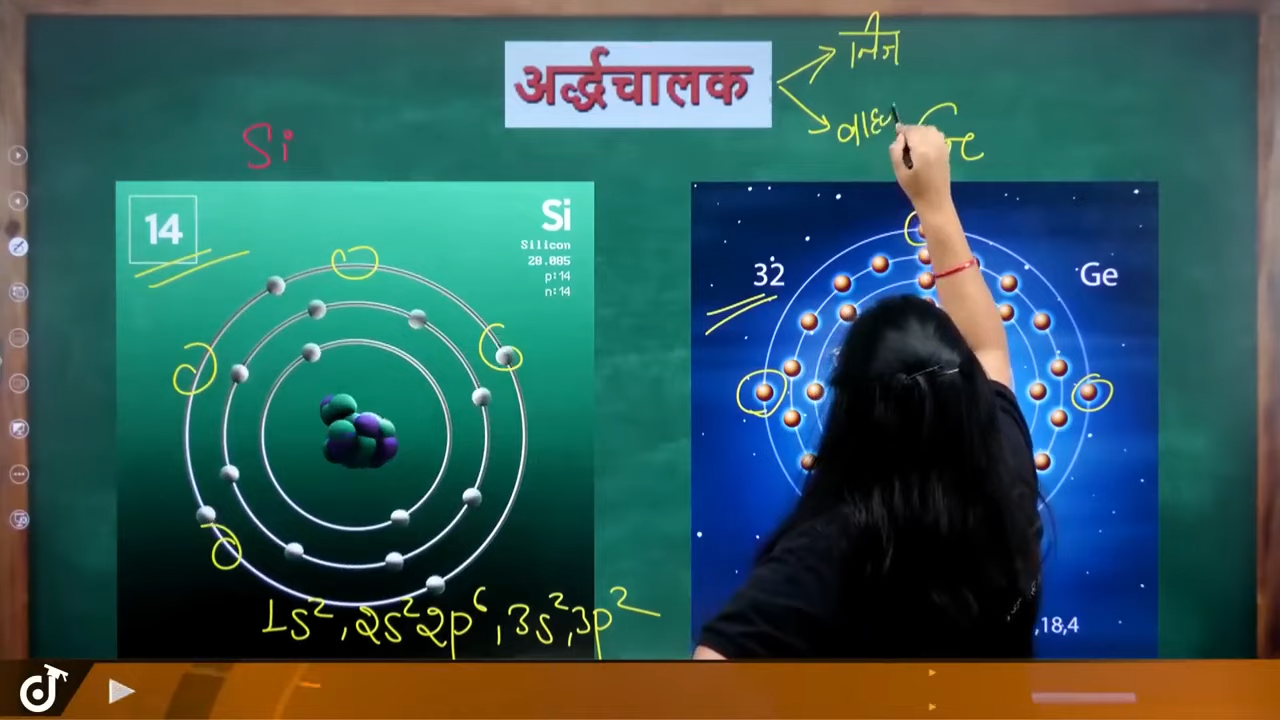 अर्द्धचालक
निज
बाह्य
Si
Ge
14
Si
Silicon
28.085
p:14
n:14
32
Ge
1s², 2s² 2p⁶, 3s², 3p²
,18,4